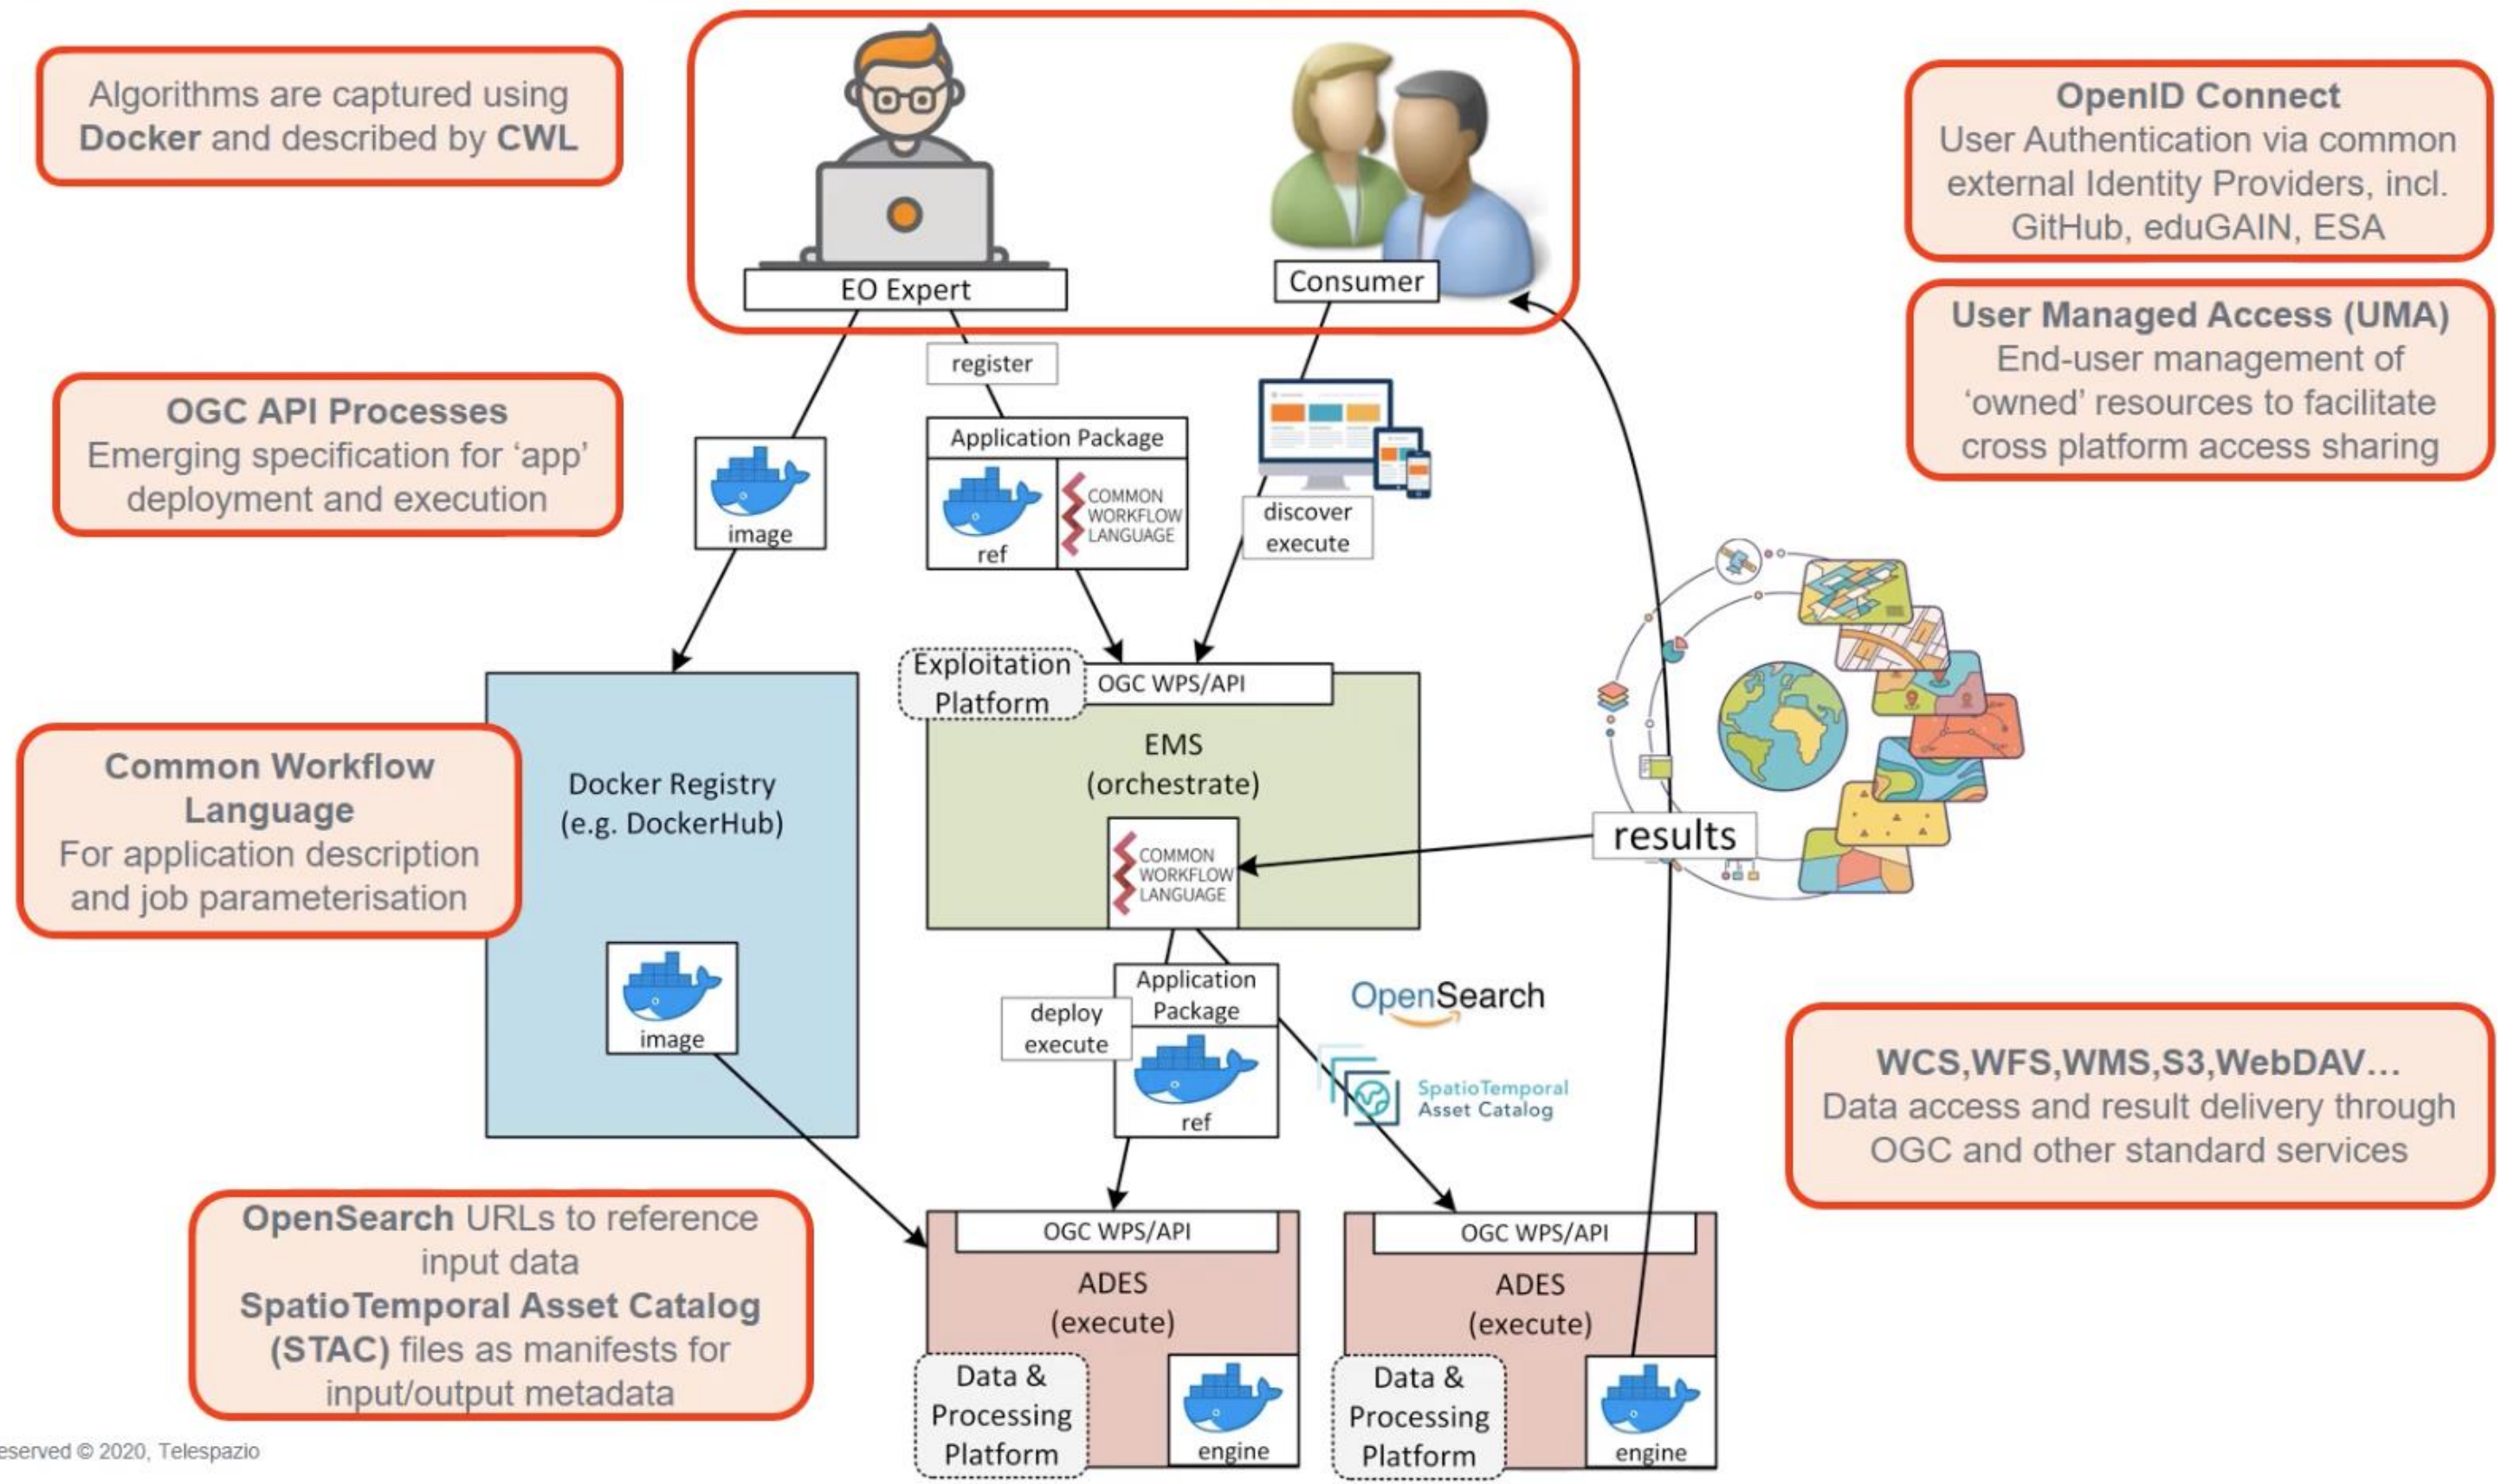 Algorithms are captured using
Docker and described by CWL
EO Expert
Consumer
OpenID Connect
User Authentication via common
external Identity Providers, incl.
GitHub, eduGAIN, ESA
User Managed Access (UMA)
End-user management of
‘owned’ resources to facilitate
cross platform access sharing
register
OGC API Processes
Emerging specification for ‘app’
deployment and execution
image
Application Package
ref
COMMON
WORKFLOW
LANGUAGE
discover
execute
Exploitation
Platform
OGC WPS/API
EMS
(orchestrate)
COMMON
WORKFLOW
LANGUAGE
results
Common Workflow
Language
For application description
and job parameterisation
Docker Registry
(e.g. DockerHub)
image
deploy
execute
Application
Package
ref
OpenSearch
SpatioTemporal
Asset Catalog
WCS,WFS,WMS,S3,WebDAV…
Data access and result delivery through
OGC and other standard services
OpenSearch URLs to reference
input data
SpatioTemporal Asset Catalog
(STAC) files as manifests for
input/output metadata
OGC WPS/API
ADES
(execute)
Data &
Processing
Platform
engine
OGC WPS/API
ADES
(execute)
Data &
Processing
Platform
engine
eserved © 2020, Telespazio